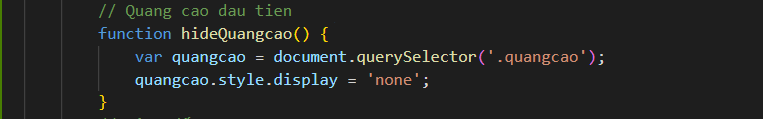 // Quang cao dau tien
function hideQuangcao() {
var quangcao = document.querySelector('.quangcao');
quangcao.style.display = 'none';
}